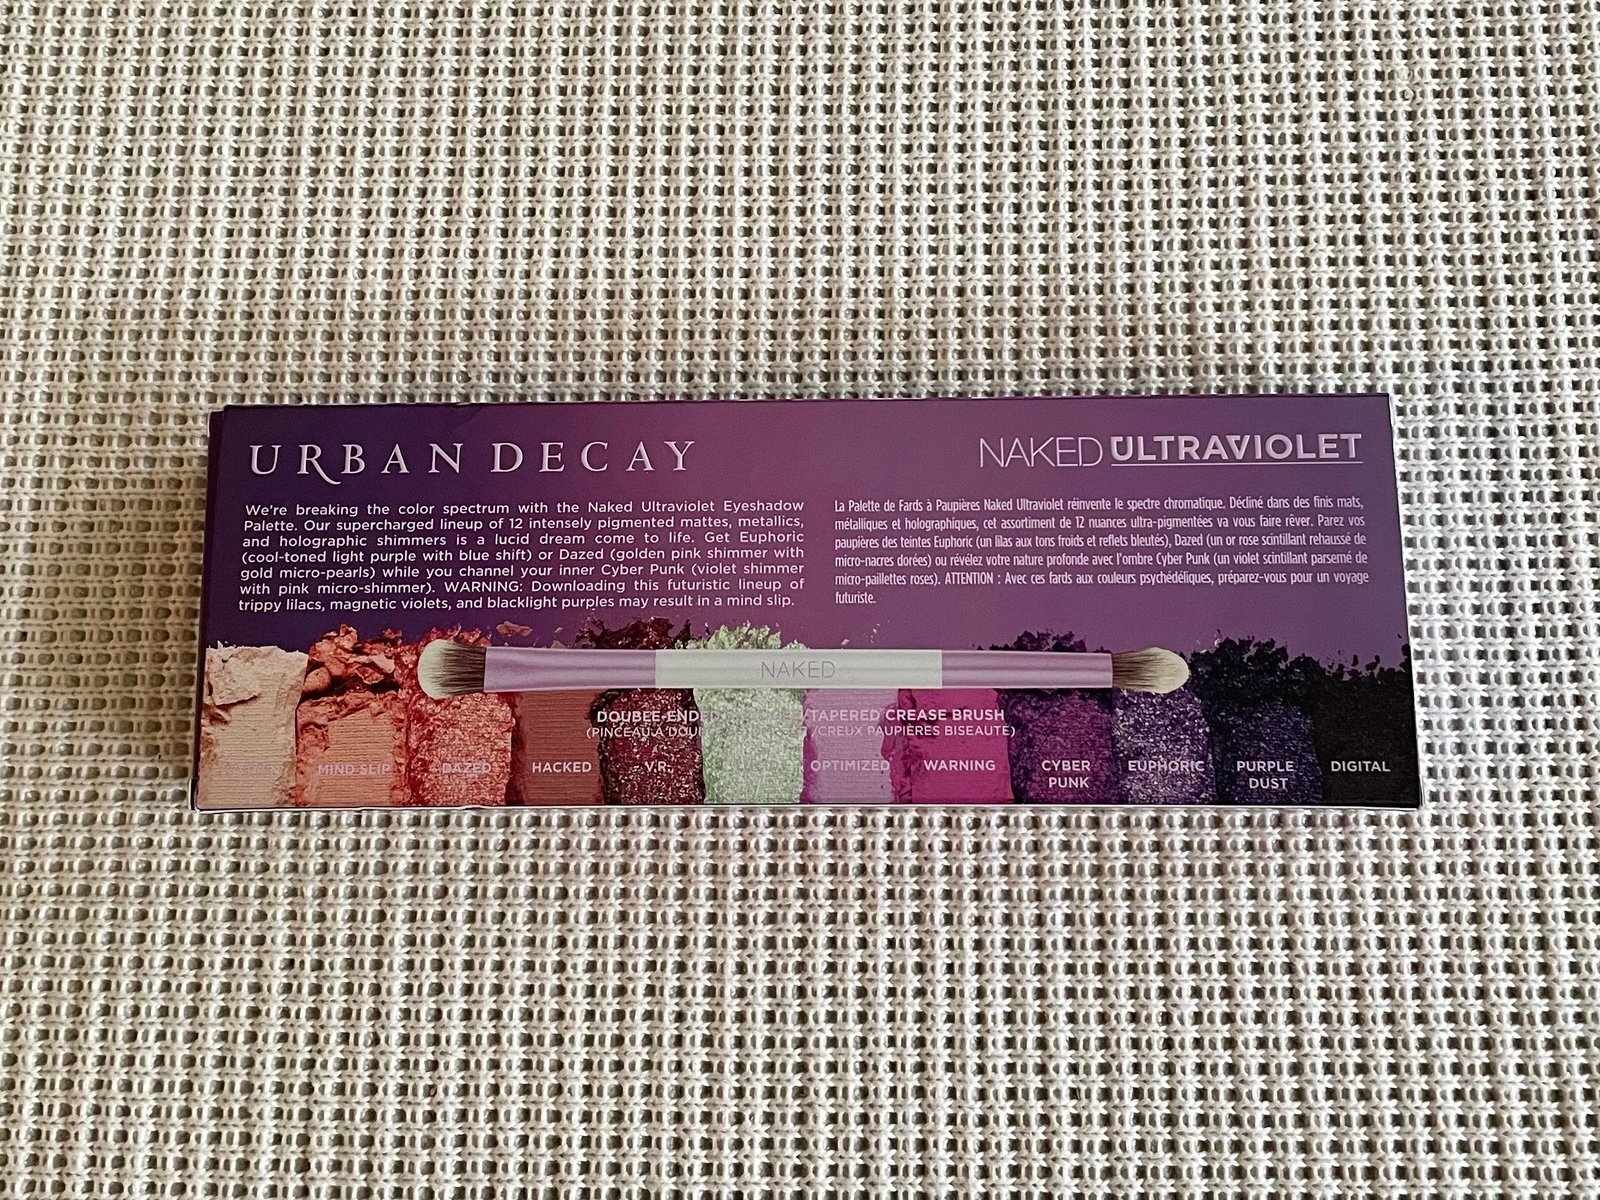 URBAN DECAY
NAKED ULTRAVIOLET
We're breaking the color spectrum with the Naked Ultraviolet Eyeshadow
Palette. Our supercharged lineup of 12 intensely pigmented mattes, metallics,
and holographic shimmers is a lucid dream come to life. Get Euphoric
(cool-toned light purple with blue shift) or Dazed (golden pink shimmer with
gold micro-pearls) while you channel your inner Cyber Punk (violet shimmer
with pink micro-shimmer). WARNING: Downloading this futuristic lineup of
trippy lilacs, magnetic violets, and blacklight purples may result in a mind slip.
La Palette de Fards à Paupières Naked Ultraviolet réinvente le spectre chromatique. Décliné dans des finis mats,
métalliques et holographiques, cet assortiment de 12 nuances ultra-pigmentées va vous faire rêver. Parez vos
paupières des teintes Euphoric (un lilas aux tons froids et reflets bleutés), Dazed (un or rose scintillant rehaussé de
micro-nacres dorées) ou révélez votre nature profonde avec l'ombre Cyber Punk (un violet scintillant parsemé de
micro-paillettes roses). ATTENTION : Avec ces fards aux couleurs psychédéliques, préparez-vous pour un voyage
futuriste.
NAKED
DOUBLE-ENDED /TAPERED CREASE BRUSH
(PINCEAU À /CREUX PAUPIÈRES BISEAUTÉ)
MIND SLIP
DAZED
HACKED
V.R.
OPTIMIZED
WARNING
CYBER
PUNK
EUPHORIC
PURPLE
DUST
DIGITAL